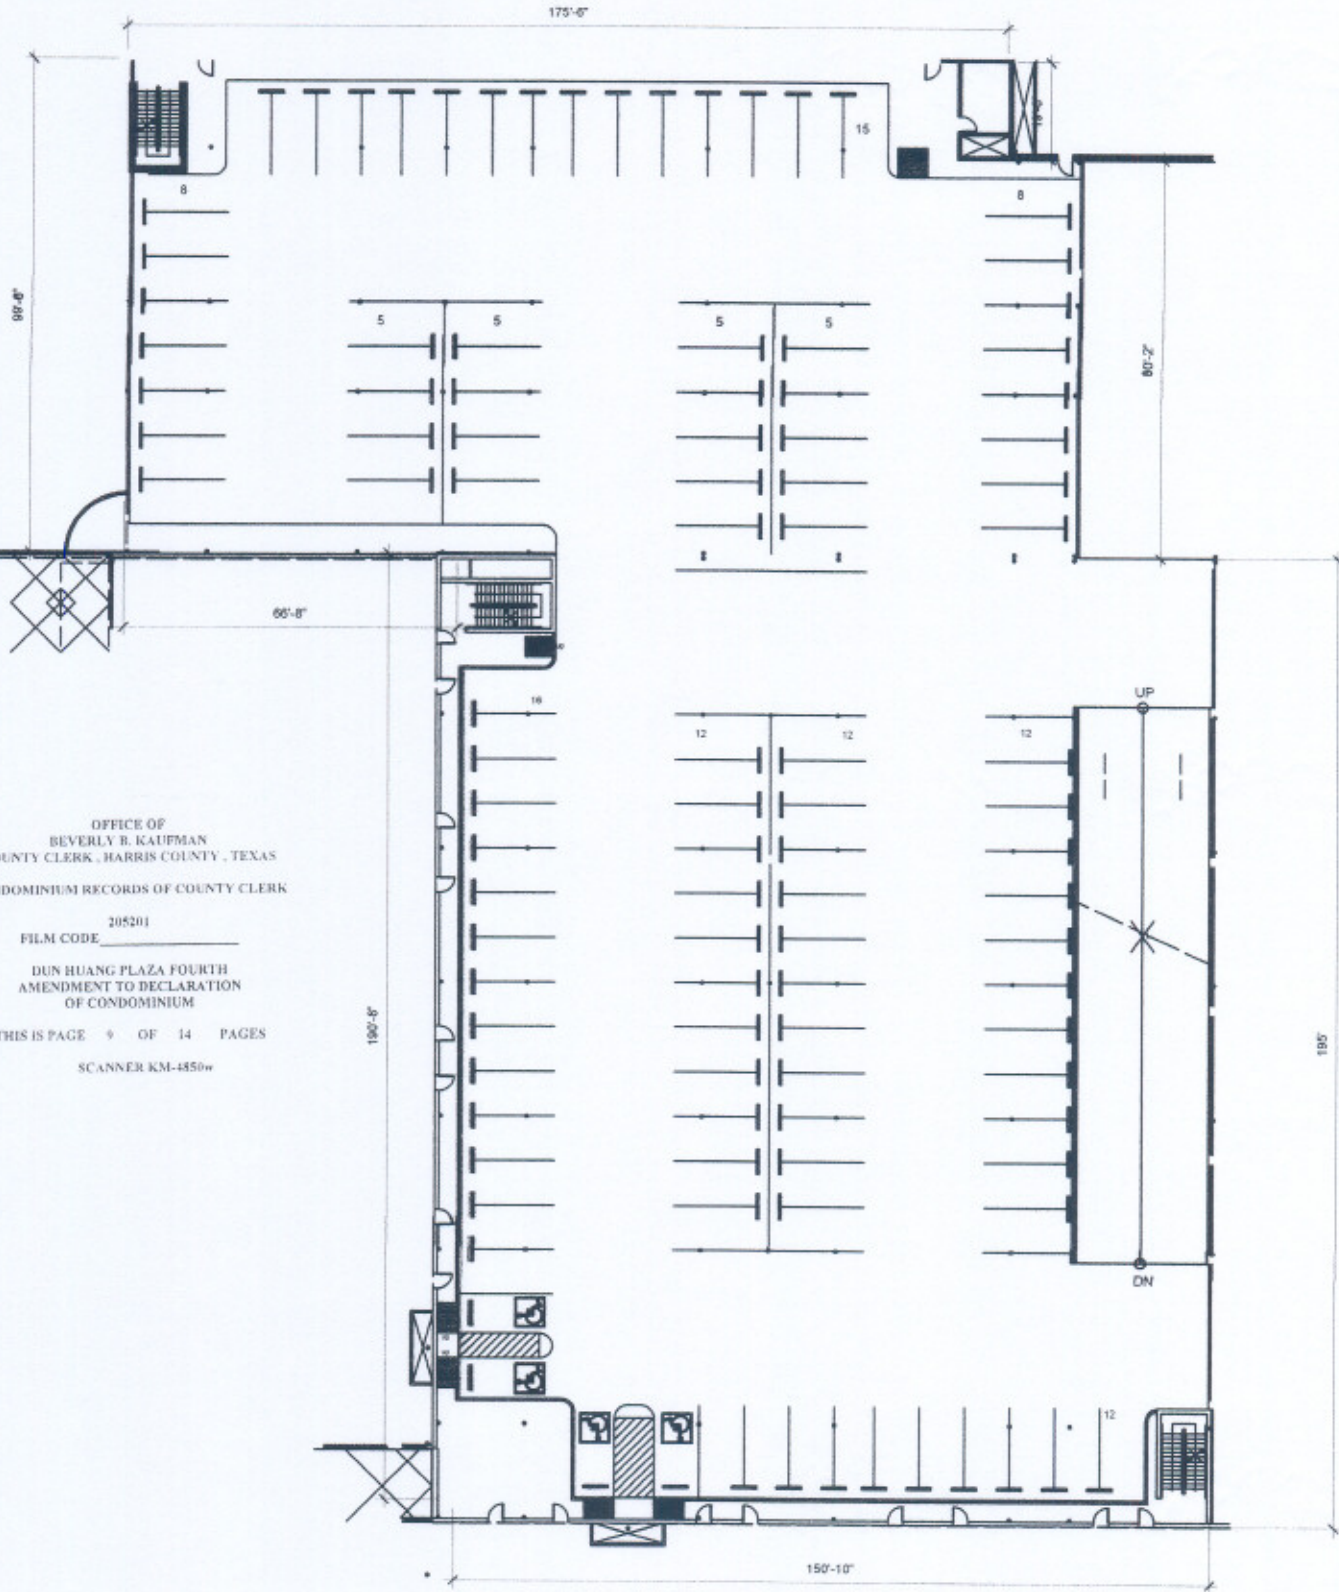 175'-6"
15
8
8
99'-6"
5
5
5
5
80'-2"
66'-8"
16
UP
12
12
12
OFFICE OF
BEVERLY B. KAUFMAN
UNTY CLERK , HARRIS COUNTY , TEXAS
DOMINIUM RECORDS OF COUNTY CLERK
205201
FILM CODE
DUN HUANG PLAZA FOURTH
AMENDMENT TO DECLARATION
OF CONDOMINIUM
THIS IS PAGE 9 OF 14 PAGES
SCANNER KM-4850w
190'-8"
195'
DN
12
150'-10"